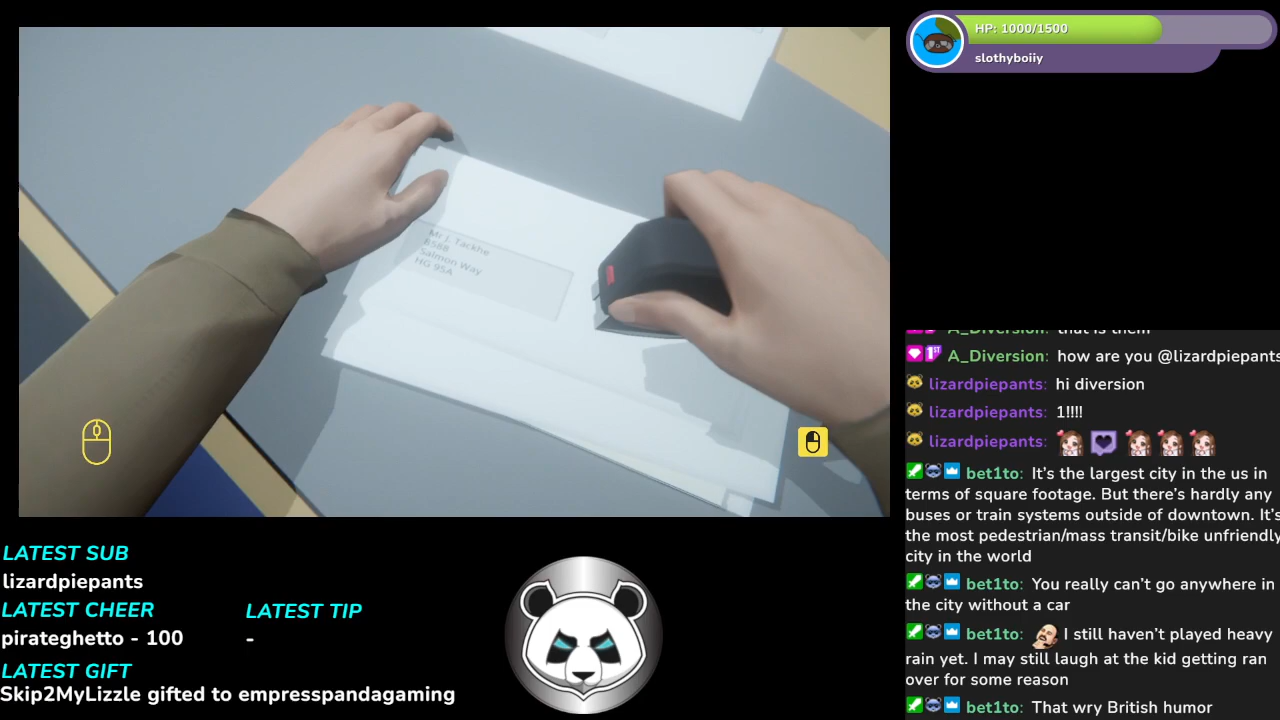 HP: 1000/1500
slothyboiiy
Mr J. Tackhe
858B
Salmon Way
HG 95A
A_Diversion: that is them
A_Diversion: how are you @lizardpiepants
lizardpiepants: hi diversion
lizardpiepants: 1!!!!
lizardpiepants:
bet1to: It's the largest city in the us in
terms of square footage. But there's hardly any
buses or train systems outside of downtown. It's
the most pedestrian/mass transit/bike unfriendly
city in the world
bet1to: You really can't go anywhere in
the city without a car
bet1to: I still haven't played heavy
rain yet. I may still laugh at the kid getting ran
over for some reason
bet1to: That wry British humor
LATEST SUB
lizardpiepants
LATEST CHEER
pirateghetto - 100
LATEST TIP
-
LATEST GIFT
Skip2MyLizzle gifted to empresspandagaming